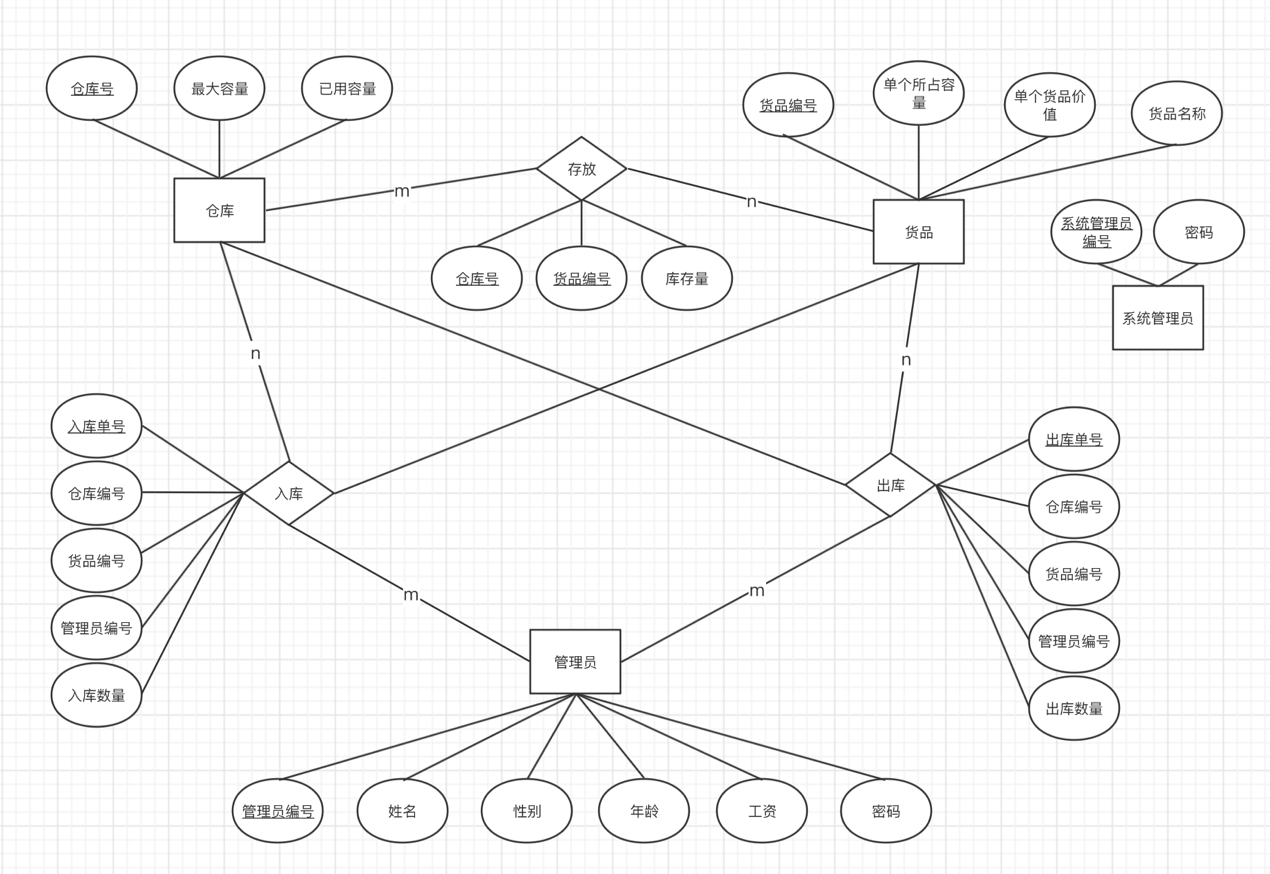 仓库号
最大容量
已用容量
货品编号
单个所占容
量
单个货品价
值
货品名称
存放
m
n
仓库
货品
系统管理员
编号
密码
仓库号
货品编号
库存量
系统管理员
n
n
入库单号
仓库编号
货品编号
管理员编号
入库数量
入库
出库
出库单号
仓库编号
货品编号
管理员编号
出库数量
m
m
管理员
管理员编号
姓名
性别
年龄
工资
密码